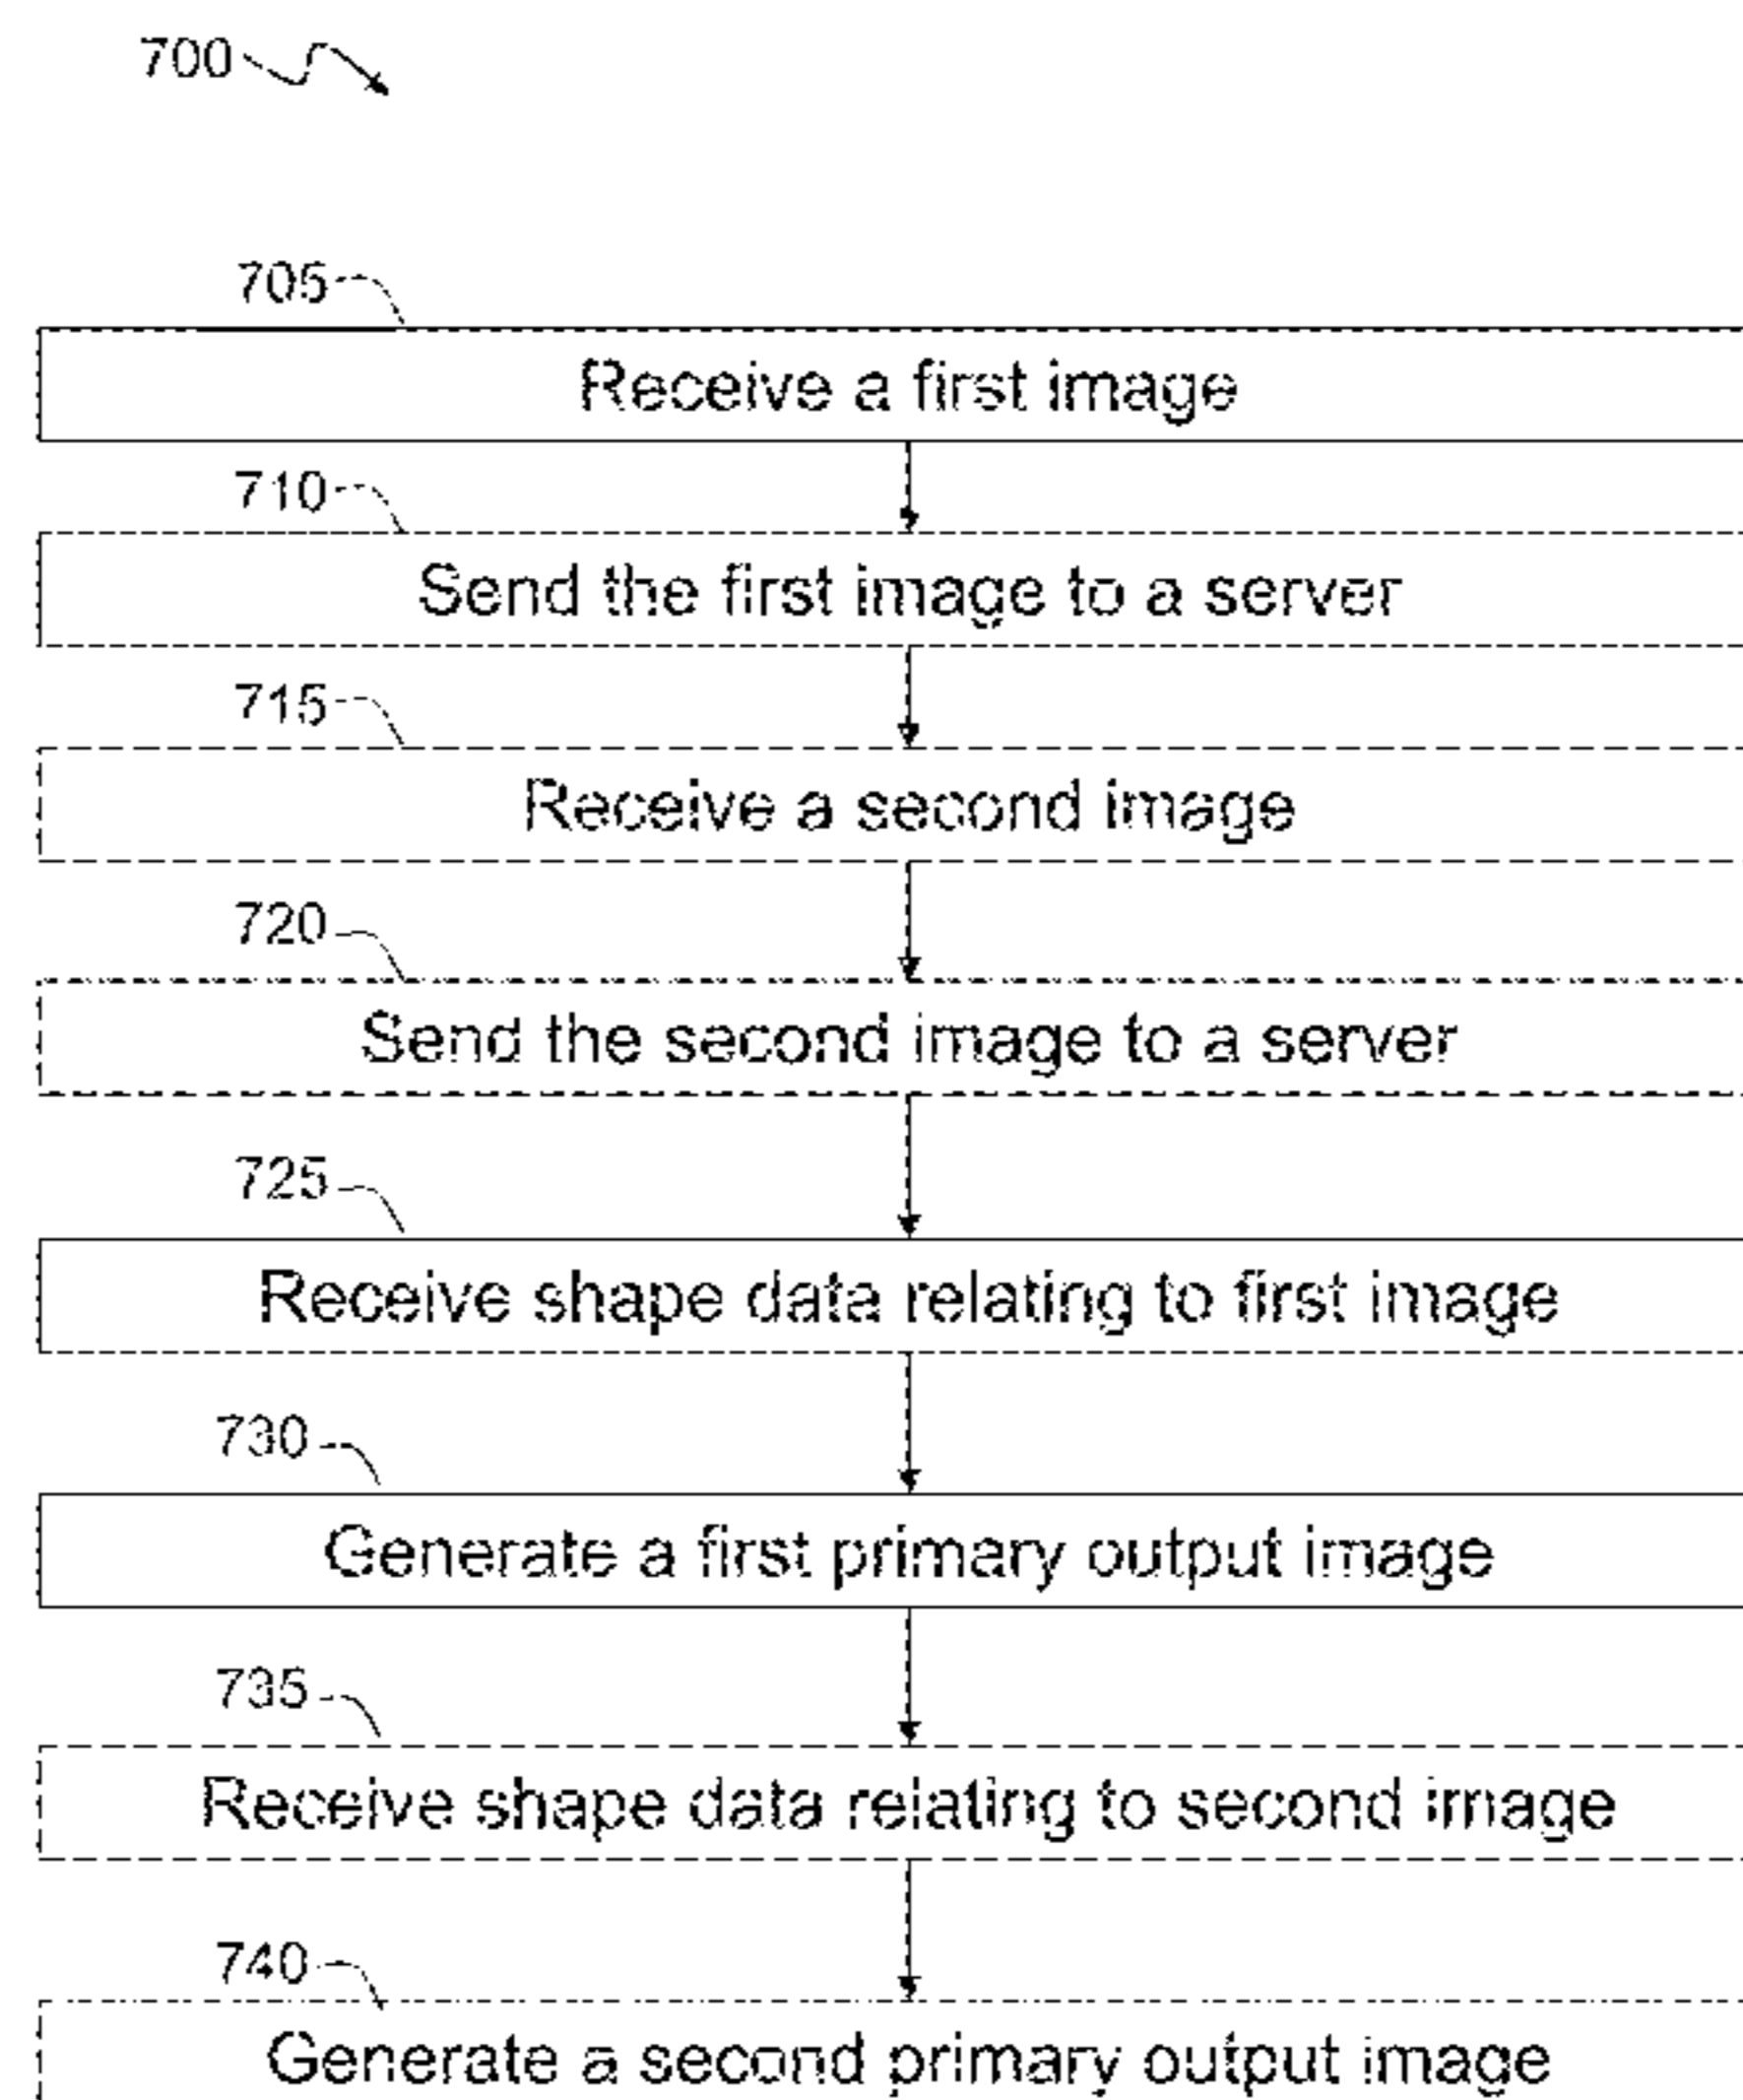 700
705
Receive a first image
710
Send the first image to a server
715
Receive a second image
720
Send the second image to a server
725
Receive shape data relating to first image
730
Generate a first primary output image
735
Receive shape data relating to second image
740
Generate a second primary output image